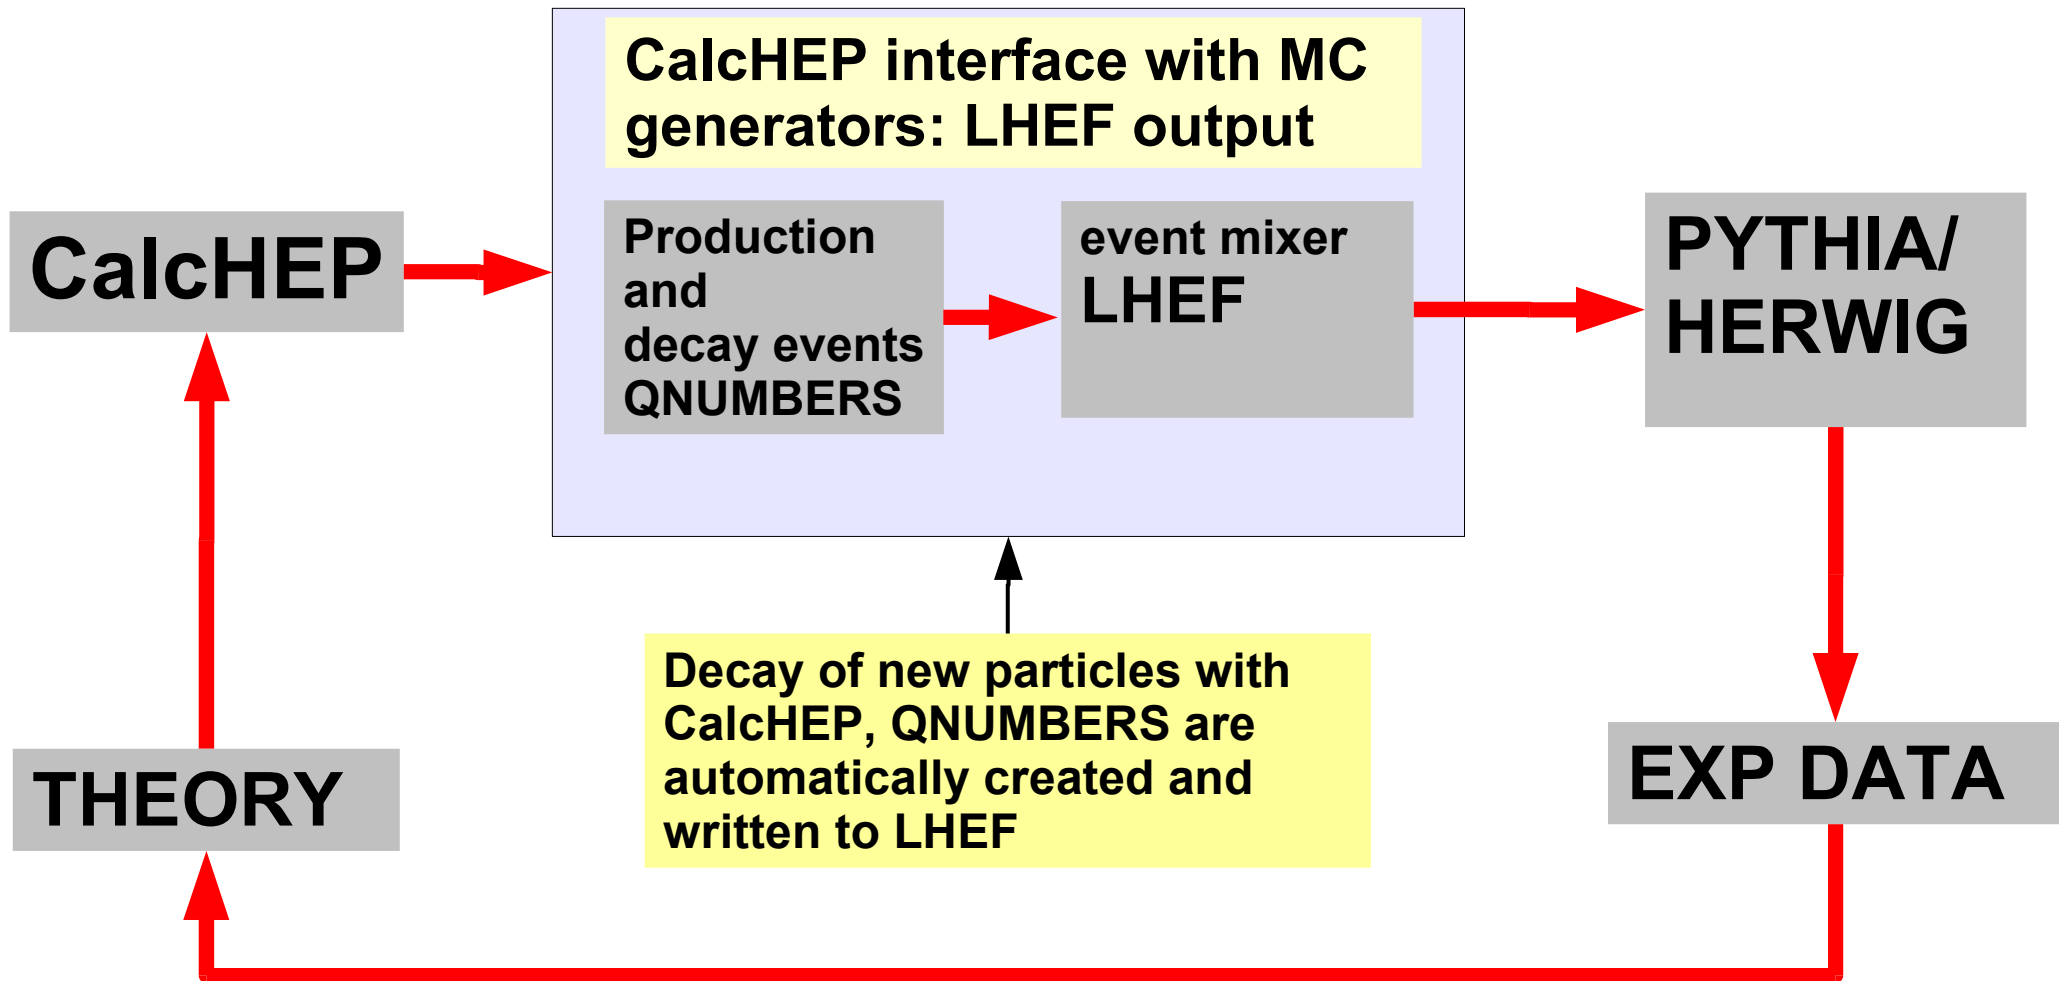 CalcHEP interface with MC
generators: LHEF output
CalcHEP
Production
and
decay events
QNUMBERS
event mixer
LHEF
PYTHIA/
HERWIG
Decay of new particles with
CalcHEP, QNUMBERS are
automatically created and
written to LHEF
THEORY
EXP DATA